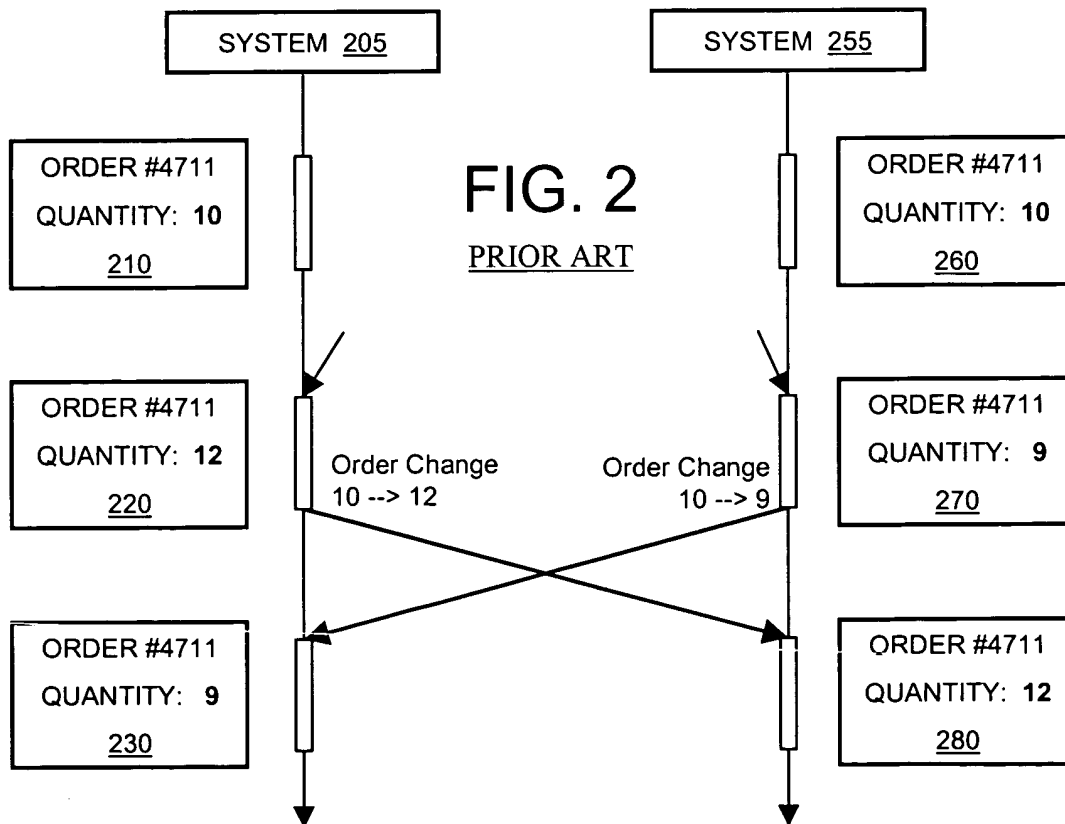 SYSTEM 205
SYSTEM 255
ORDER #4711
QUANTITY: 10
210
FIG. 2
PRIOR ART
ORDER #4711
QUANTITY: 10
260
ORDER #4711
QUANTITY: 12
220
Order Change
10 --> 12
Order Change
10 --> 9
ORDER #4711
QUANTITY: 9
270
ORDER #4711
QUANTITY: 9
230
ORDER #4711
QUANTITY: 12
280